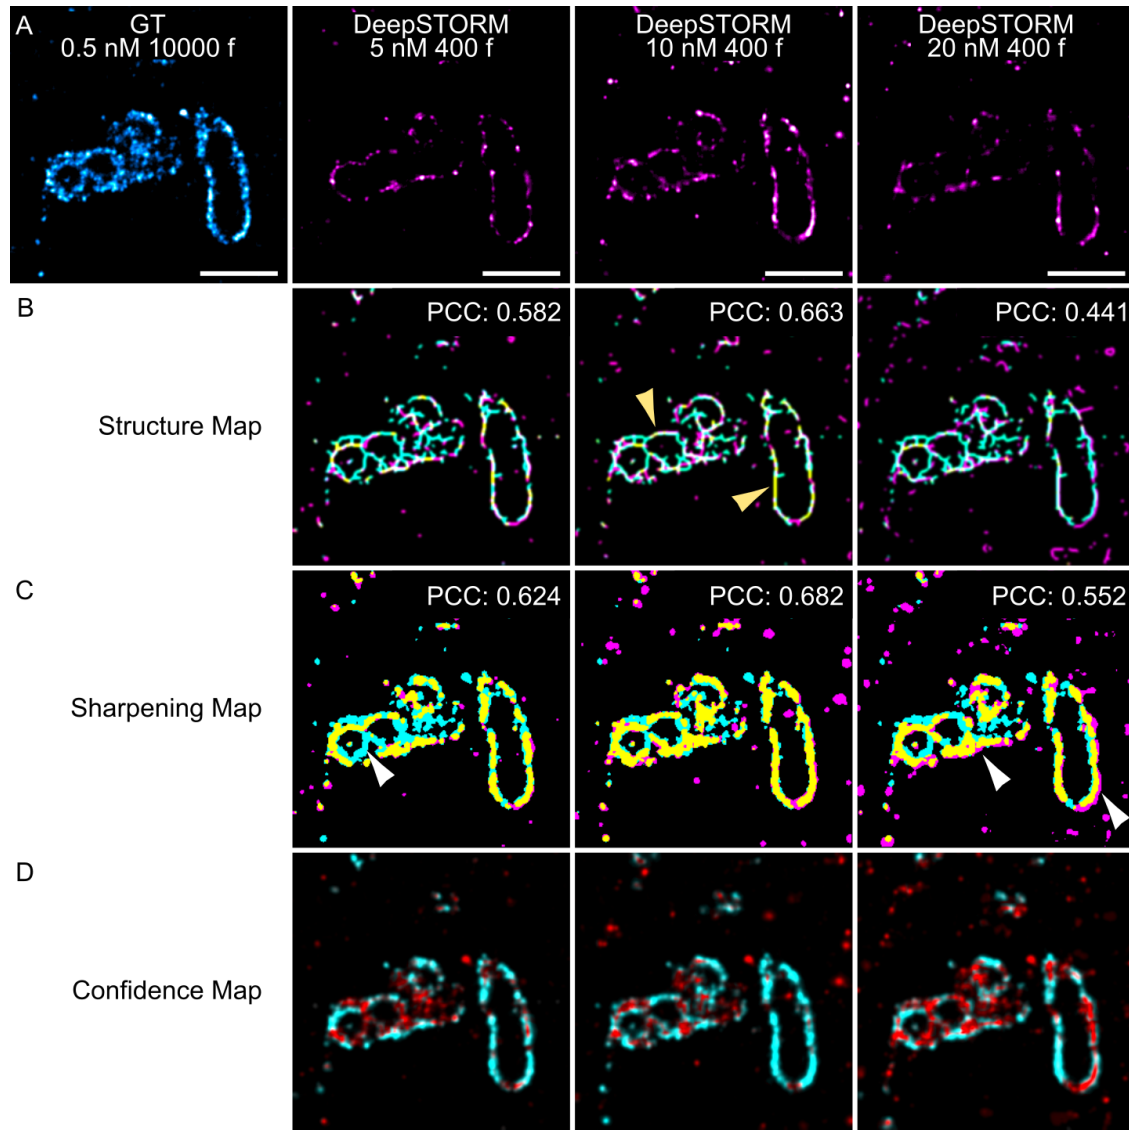 A
GT
0.5 nM 10000 f
DeepSTORM
5 nM 400 f
DeepSTORM
10 nM 400 f
DeepSTORM
20 nM 400 f
B
Structure Map
PCC: 0.582
PCC: 0.663
PCC: 0.441
C
Sharpening Map
PCC: 0.624
PCC: 0.682
PCC: 0.552
D
Confidence Map